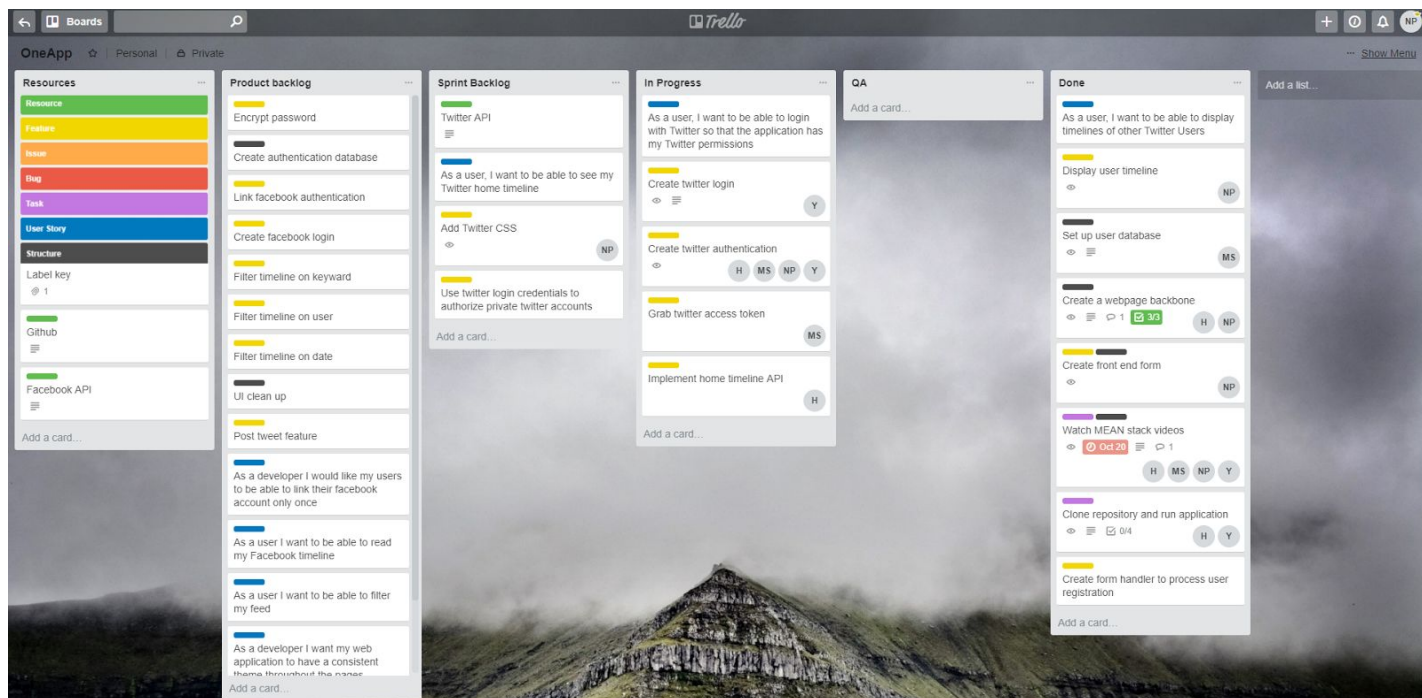 Boards
Trello
NP
OneApp
Personal
Private
... Show Menu
Resources
Resource
Feature
Issue
Bug
Task
User Story
Structure
Label key
1
Github
Facebook API
Add a card...
Product backlog
Encrypt password
Create authentication database
Link facebook authentication
Create facebook login
Filter timeline on keyward
Filter timeline on user
Filter timeline on date
UI clean up
Post tweet feature
As a developer I would like my users
to be able to link their facebook
account only once
As a user I want to be able to read
my Facebook timeline
As a user I want to be able to filter
my feed
As a developer I want my web
application to have a consistent
theme throughout the pages
Add a card...
Sprint Backlog
Twitter API
As a user, I want to be able to see my
Twitter home timeline
Add Twitter CSS
NP
Use twitter login credentials to
authorize private twitter accounts
Add a card...
In Progress
As a user, I want to be able to login
with Twitter so that the application has
my Twitter permissions
Create twitter login
Y
Create twitter authentication
H MS NP Y
Grab twitter access token
MS
Implement home timeline API
H
Add a card...
QA
Add a card...
Done
As a user, I want to be able to display
timelines of other Twitter Users
Display user timeline
NP
Set up user database
MS
Create a webpage backbone
1 3/3 H NP
Create front end form
NP
Watch MEAN stack videos
Oct 20 1
H MS NP Y
Clone repository and run application
0/4 H Y
Create form handler to process user
registration
Add a card...
Add a list...